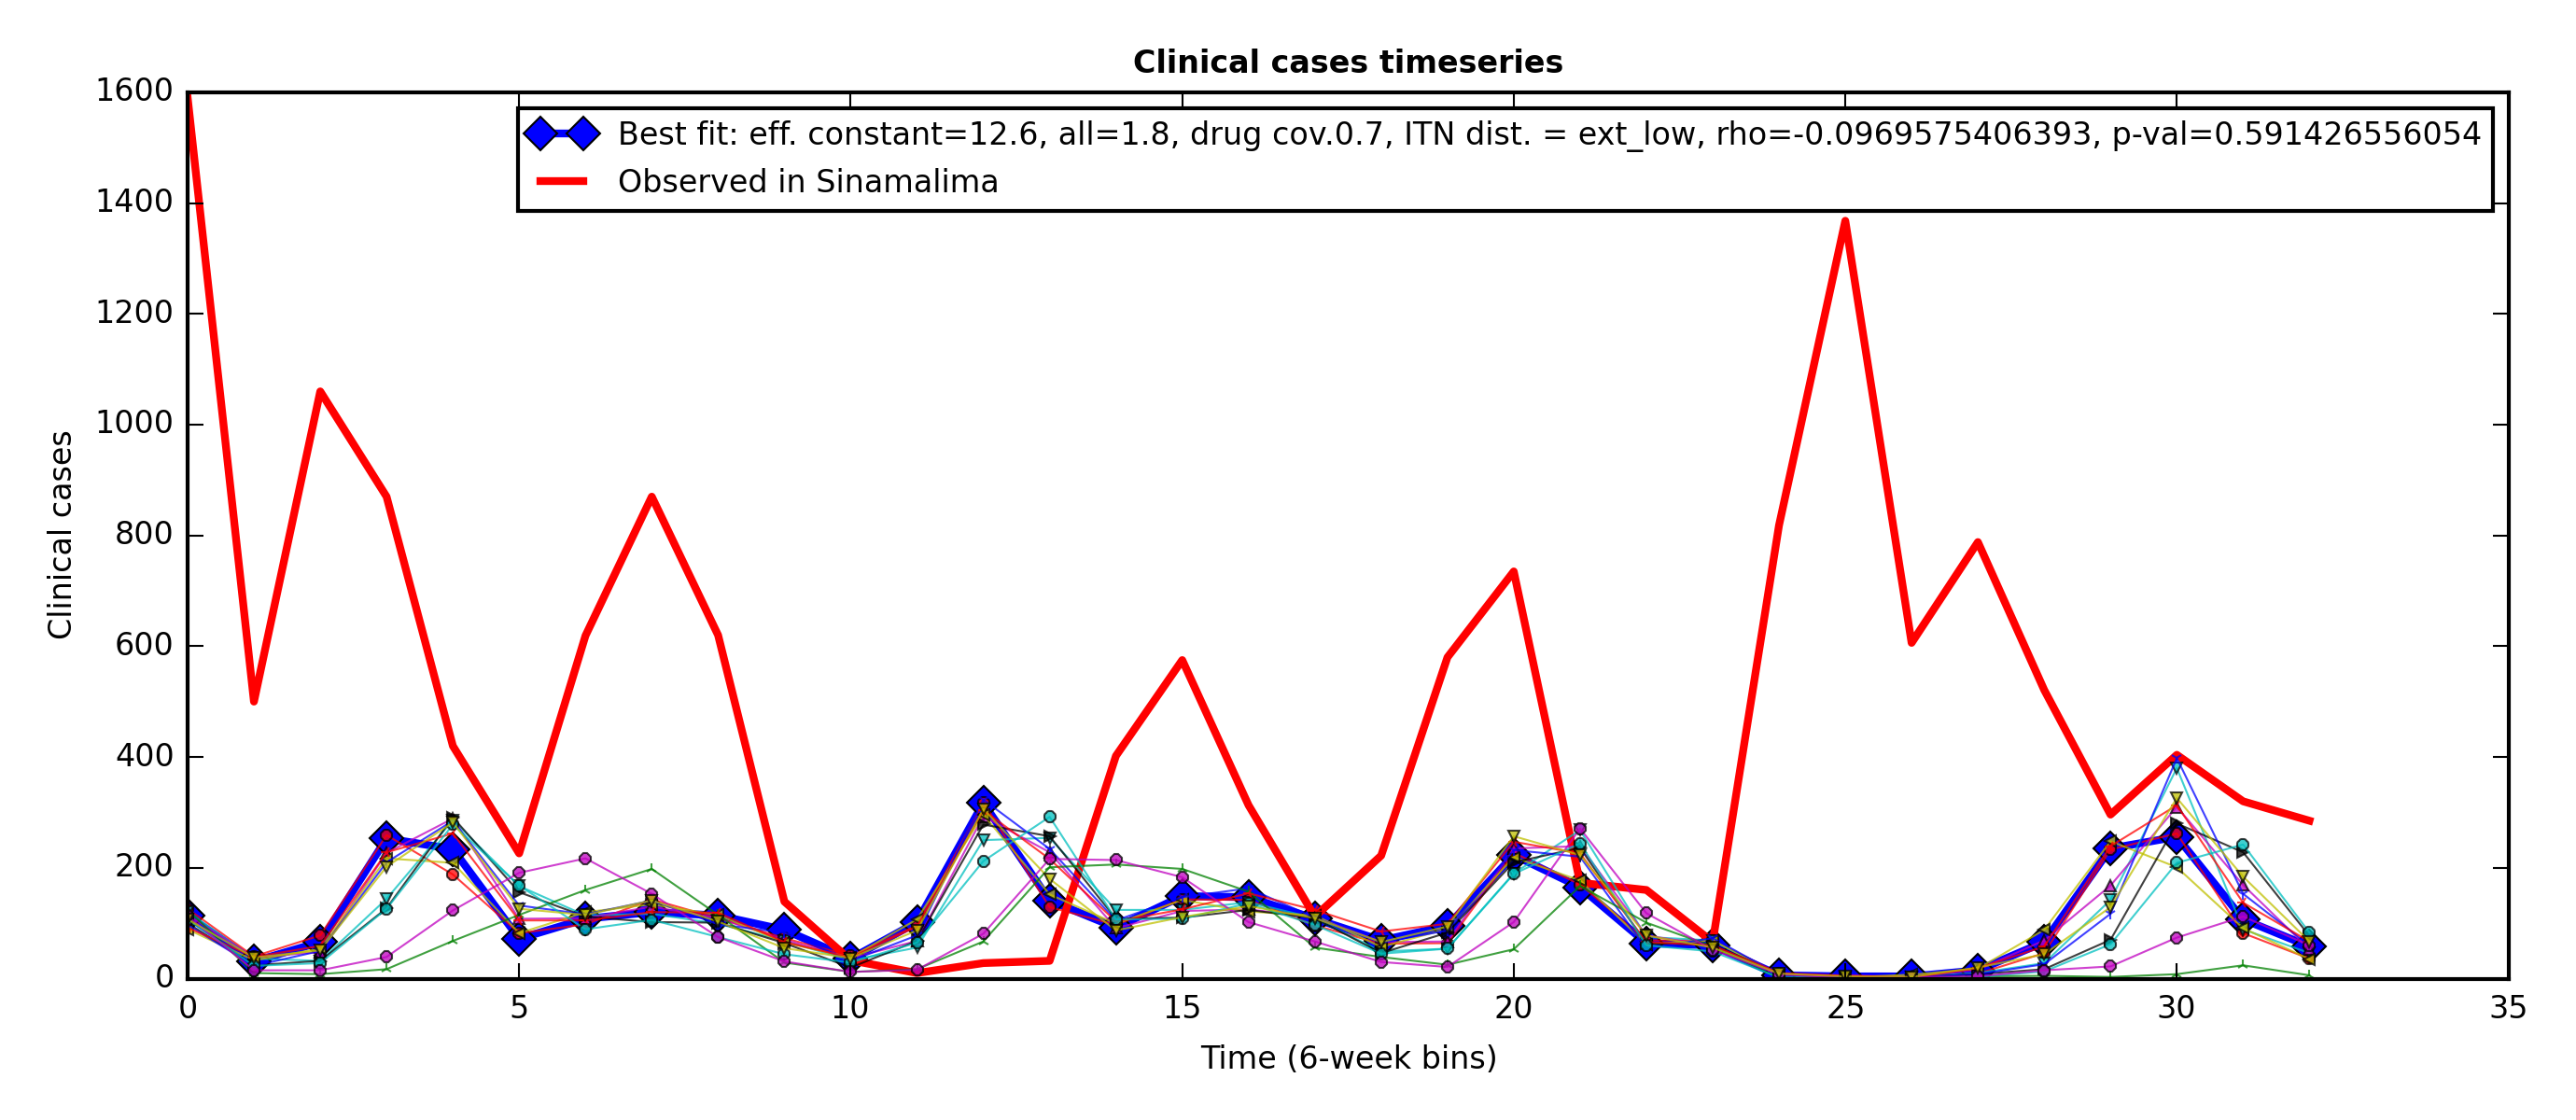 Clinical cases timeseries
Best fit: eff. constant=12.6, all=1.8, drug cov.0.7, ITN dist. = ext_low, rho=-0.0969575406393, p-val=0.591426556054
Observed in Sinamalima
Clinical cases
1600
1400
1200
1000
800
600
400
200
0
0 5 10 15 20 25 30 35
Time (6-week bins)